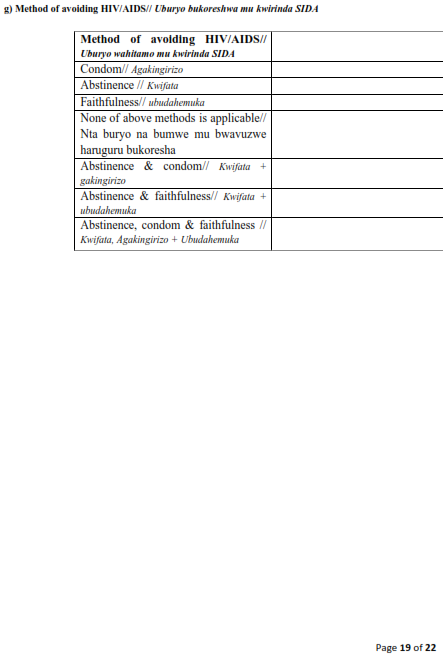 g) Method of avoiding HIV/AIDS// Uburyo bukoreshwa mu kwirinda SIDA
Method of avoiding HIV/AIDS//
Uburyo wahitamo mu kwirinda SIDA
Condom// Agakingirizo
Abstinence // Kwifata
Faithfulness// ubudahemuka
None of above methods is applicable//
Nta buryo na bumwe mu bwavuzwe
haruguru bukoresha
Abstinence & condom// Kwifata +
gakingirizo
Abstinence & faithfulness// Kwifata +
ubudahemuka
Abstinence, condom & faithfulness //
Kwifata, Agakingirizo + Ubudahemuka
Page 19 of 22